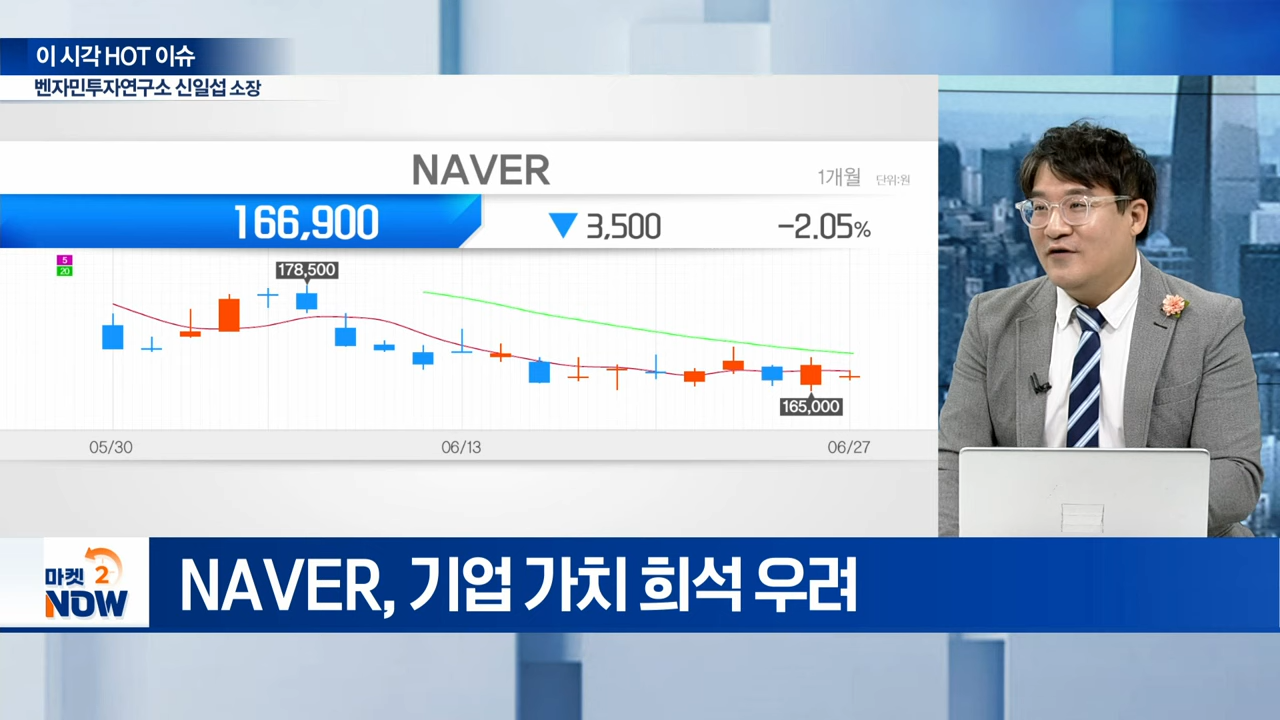 이 시각 HOT 이슈
벤자민투자연구소 신일섭 소장
NAVER
1개월 단위:원
166,900 ▼ 3,500 -2.05%
5
20
178,500
165,000
05/30 06/13 06/27
마켓 2
NOW
NAVER, 기업 가치 희석 우려